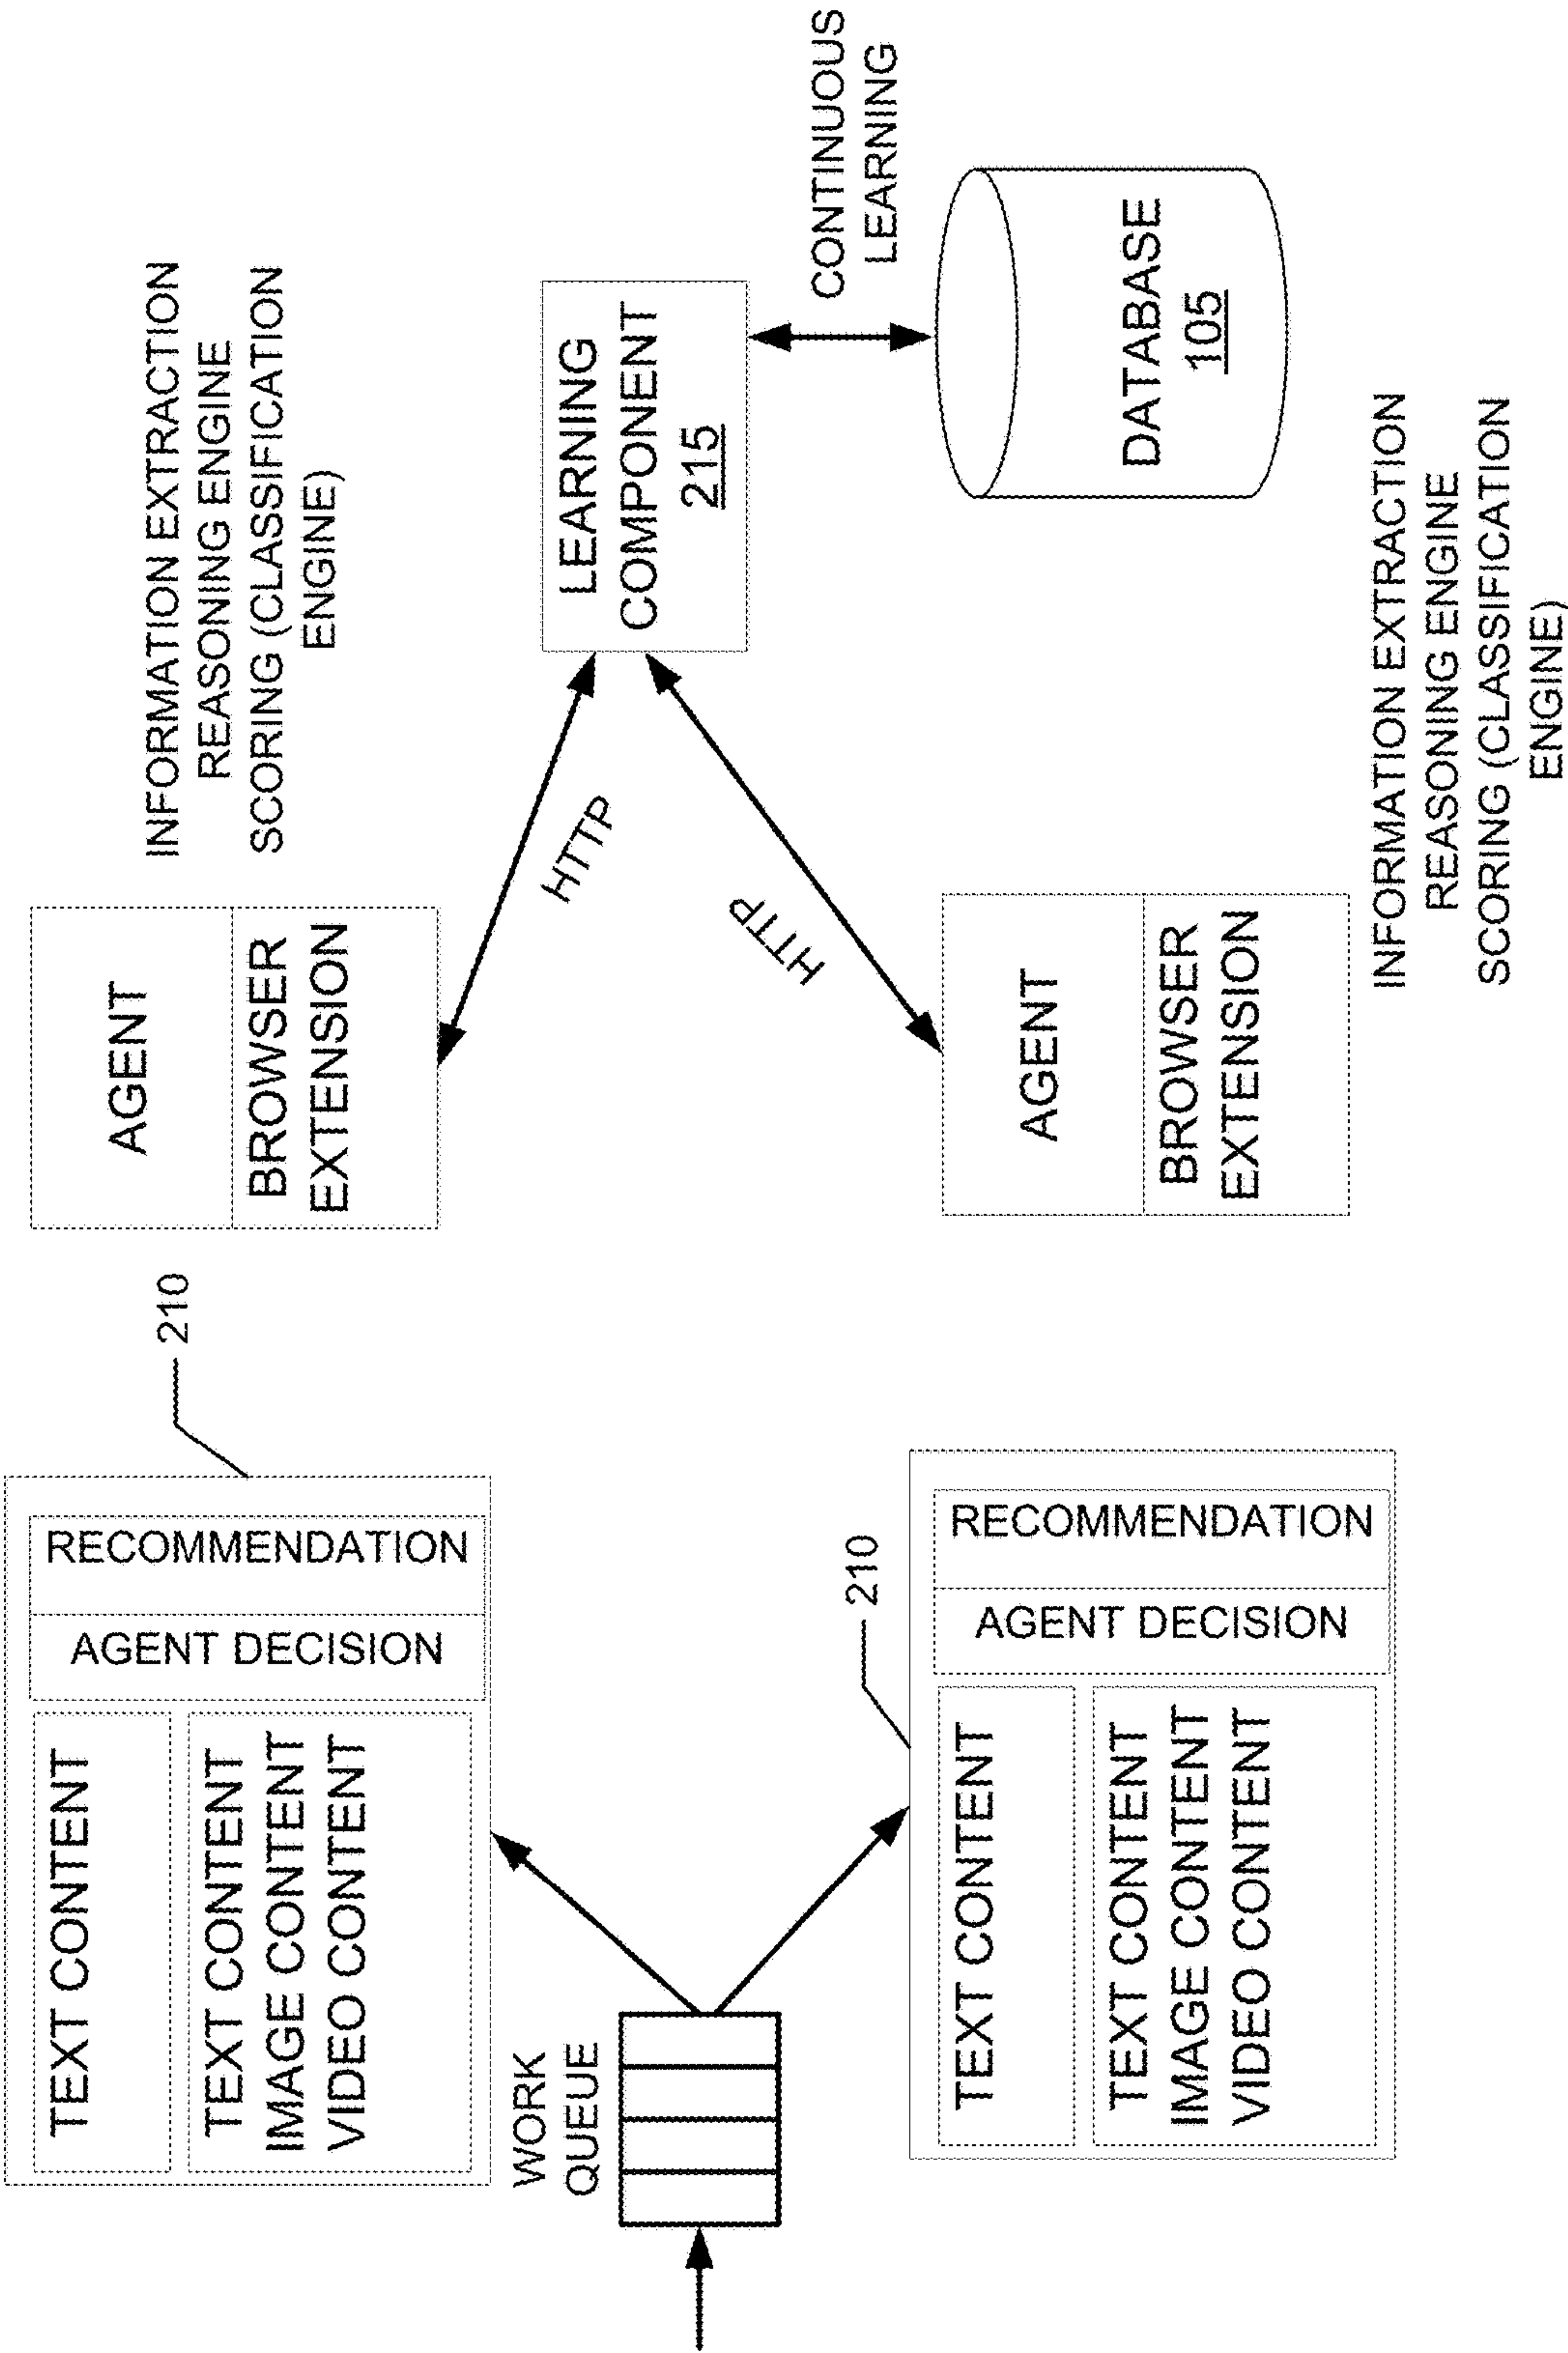 TEXT CONTENT
TEXT CONTENT
IMAGE CONTENT
VIDEO CONTENT
AGENT DECISION
RECOMMENDATION
210
WORK
QUEUE
TEXT CONTENT
TEXT CONTENT
IMAGE CONTENT
VIDEO CONTENT
AGENT DECISION
RECOMMENDATION
210
AGENT
BROWSER
EXTENSION
INFORMATION EXTRACTION
REASONING ENGINE
SCORING (CLASSIFICATION
ENGINE)
HTTP
HTTP
LEARNING
COMPONENT
215
CONTINUOUS
LEARNING
DATABASE
105
AGENT
BROWSER
EXTENSION
INFORMATION EXTRACTION
REASONING ENGINE
SCORING (CLASSIFICATION
ENGINE)